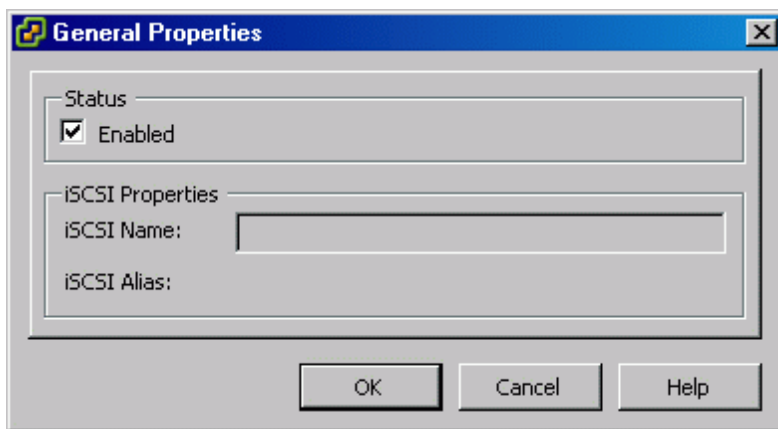 General Properties
Status
Enabled
iSCSI Properties
iSCSI Name:
iSCSI Alias:
OK Cancel Help